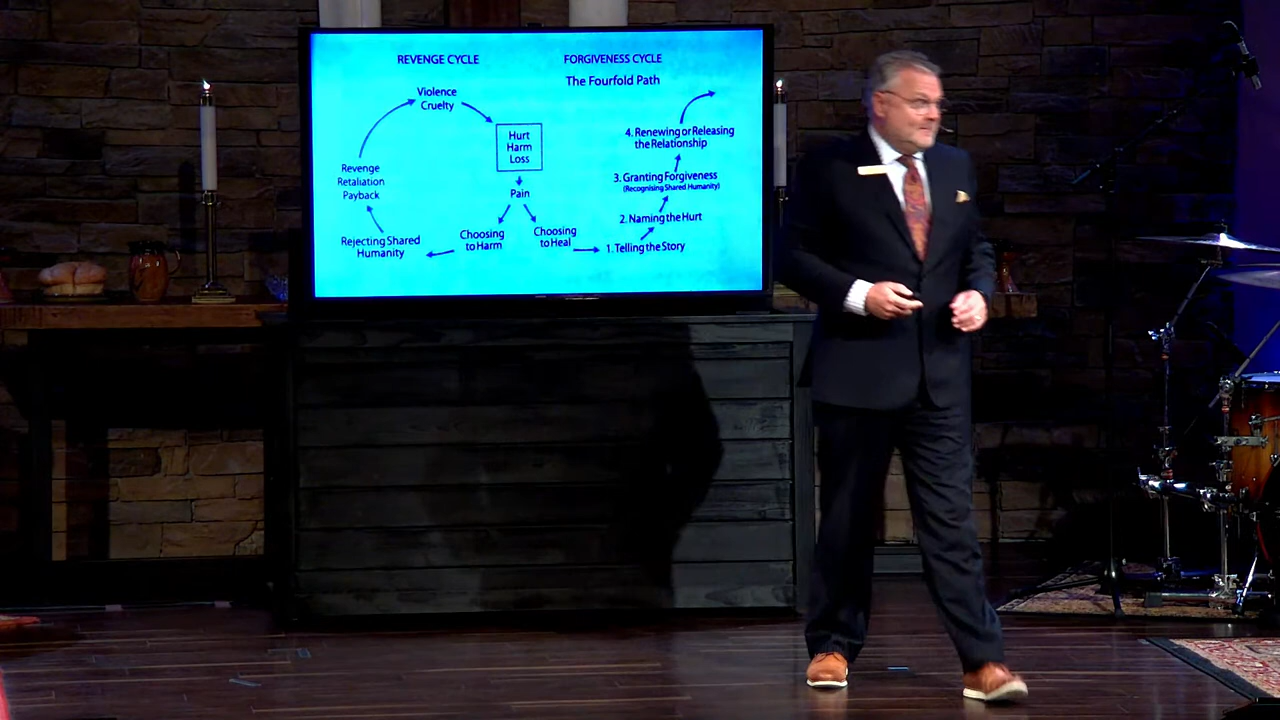 REVENGE CYCLE
FORGIVENESS CYCLE
The Fourfold Path
Violence
Cruelty
Hurt
Harm
Loss
Pain
Choosing
to Harm
Rejecting Shared
Humanity
Revenge
Retaliation
Payback
Choosing
to Heal
1. Telling the Story
2. Naming the Hurt
3. Granting Forgiveness
(Recognising Shared Humanity)
4. Renewing or Releasing
the Relationship